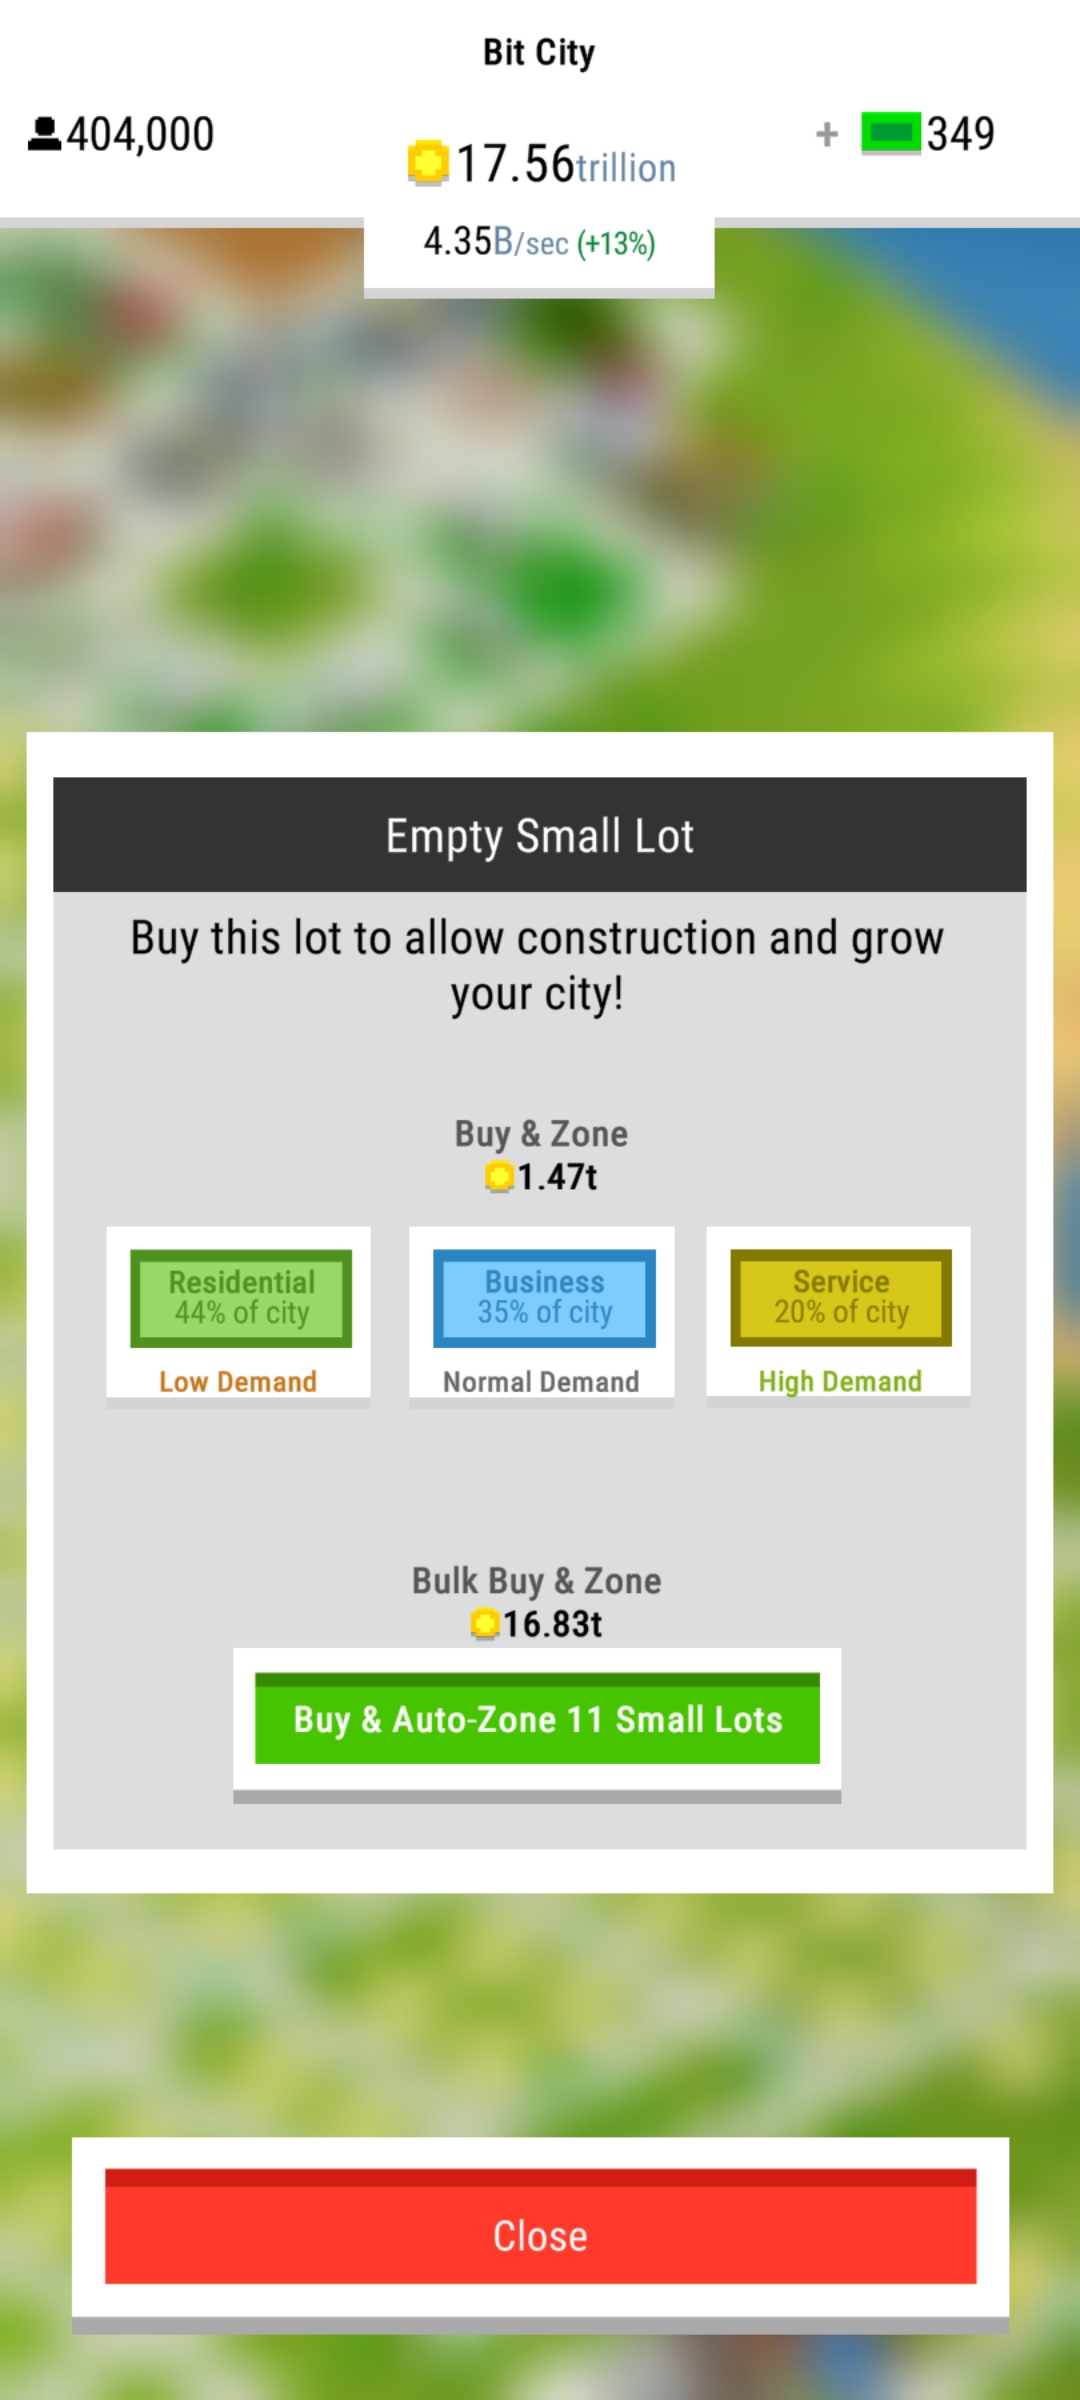 Bit City
404,000
17.56trillion
+ 349
4.35B/sec (+13%)
Empty Small Lot
Buy this lot to allow construction and grow
your city!
Buy & Zone
1.47t
Residential
44% of city
Low Demand
Business
35% of city
Normal Demand
Service
20% of city
High Demand
Bulk Buy & Zone
16.83t
Buy & Auto-Zone 11 Small Lots
Close